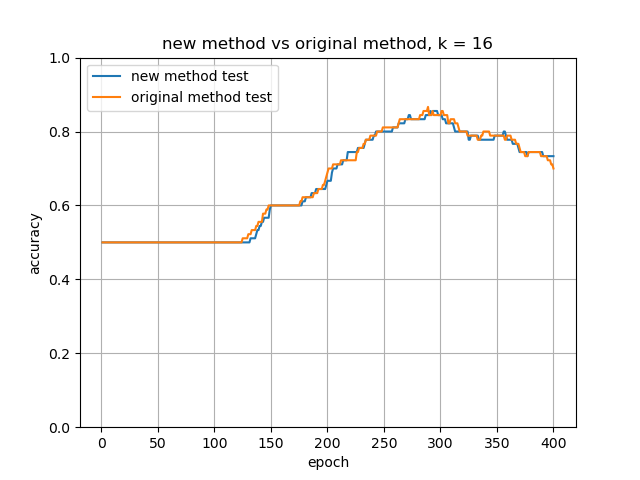 new method vs original method, k = 16
new method test
original method test
accuracy
1.0
0.8
0.6
0.4
0.2
0.0
0 50 100 150 200 250 300 350 400
epoch